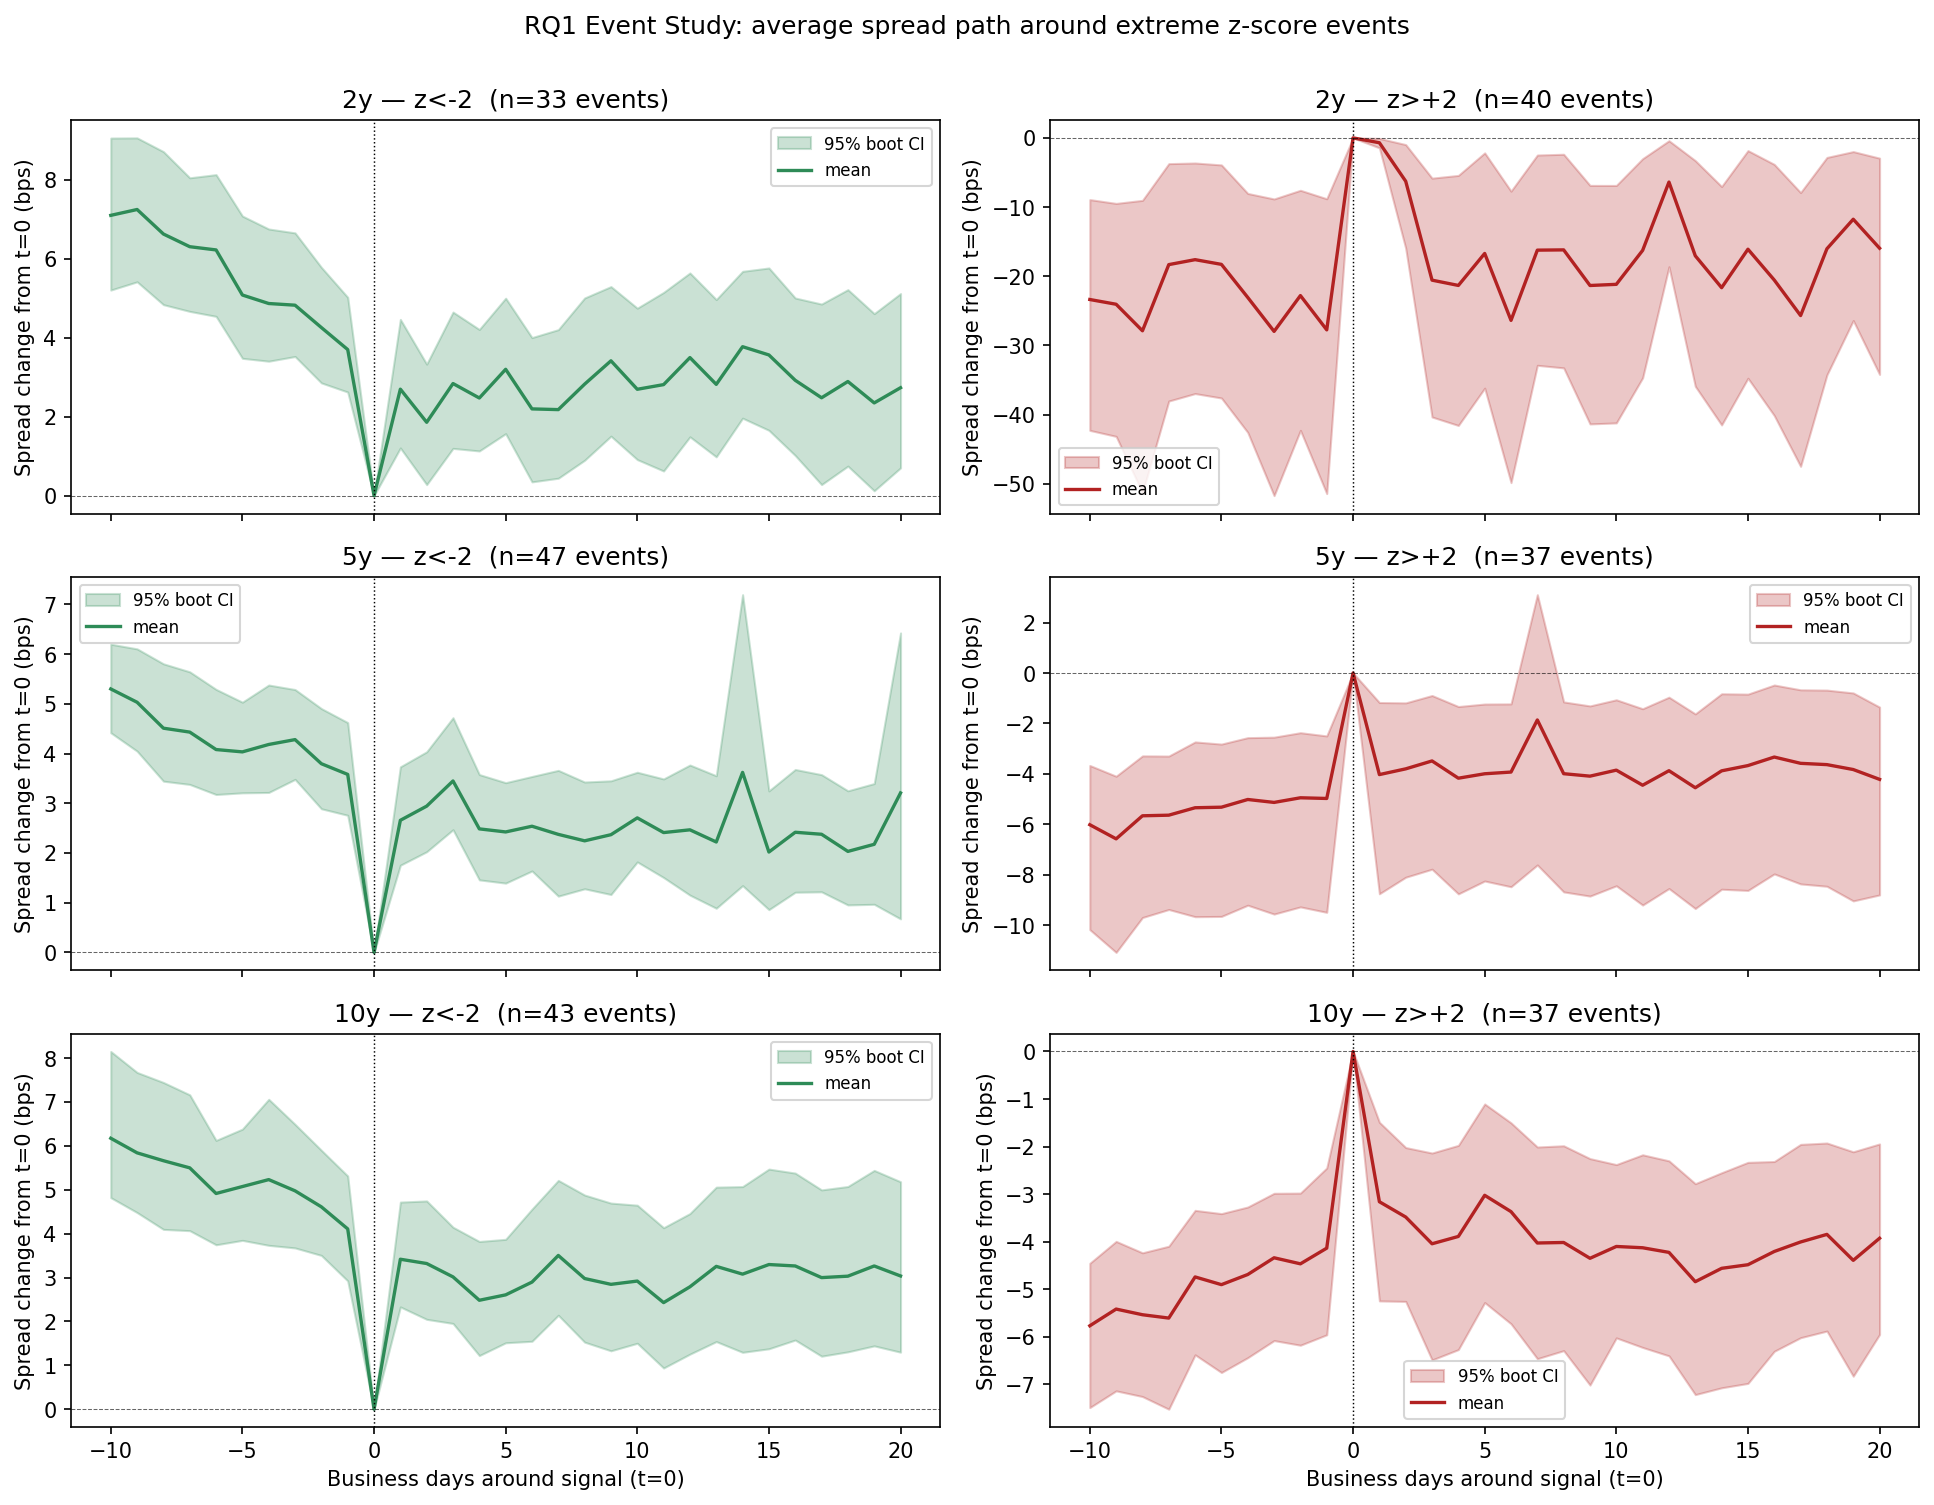 RQ1 Event Study: average spread path around extreme z-score events
2y — z<-2  (n=33 events)
Spread change from t=0 (bps)
8
6
4
2
0
95% boot CI
mean
2y — z>+2  (n=40 events)
Spread change from t=0 (bps)
0
−10
−20
−30
−40
−50
95% boot CI
mean
5y — z<-2  (n=47 events)
Spread change from t=0 (bps)
7
6
5
4
3
2
1
0
95% boot CI
mean
5y — z>+2  (n=37 events)
Spread change from t=0 (bps)
2
0
−2
−4
−6
−8
−10
95% boot CI
mean
10y — z<-2  (n=43 events)
Spread change from t=0 (bps)
8
7
6
5
4
3
2
1
0
95% boot CI
mean
−10 −5 0 5 10 15 20
Business days around signal (t=0)
10y — z>+2  (n=37 events)
Spread change from t=0 (bps)
0
−1
−2
−3
−4
−5
−6
−7
95% boot CI
mean
−10 −5 0 5 10 15 20
Business days around signal (t=0)